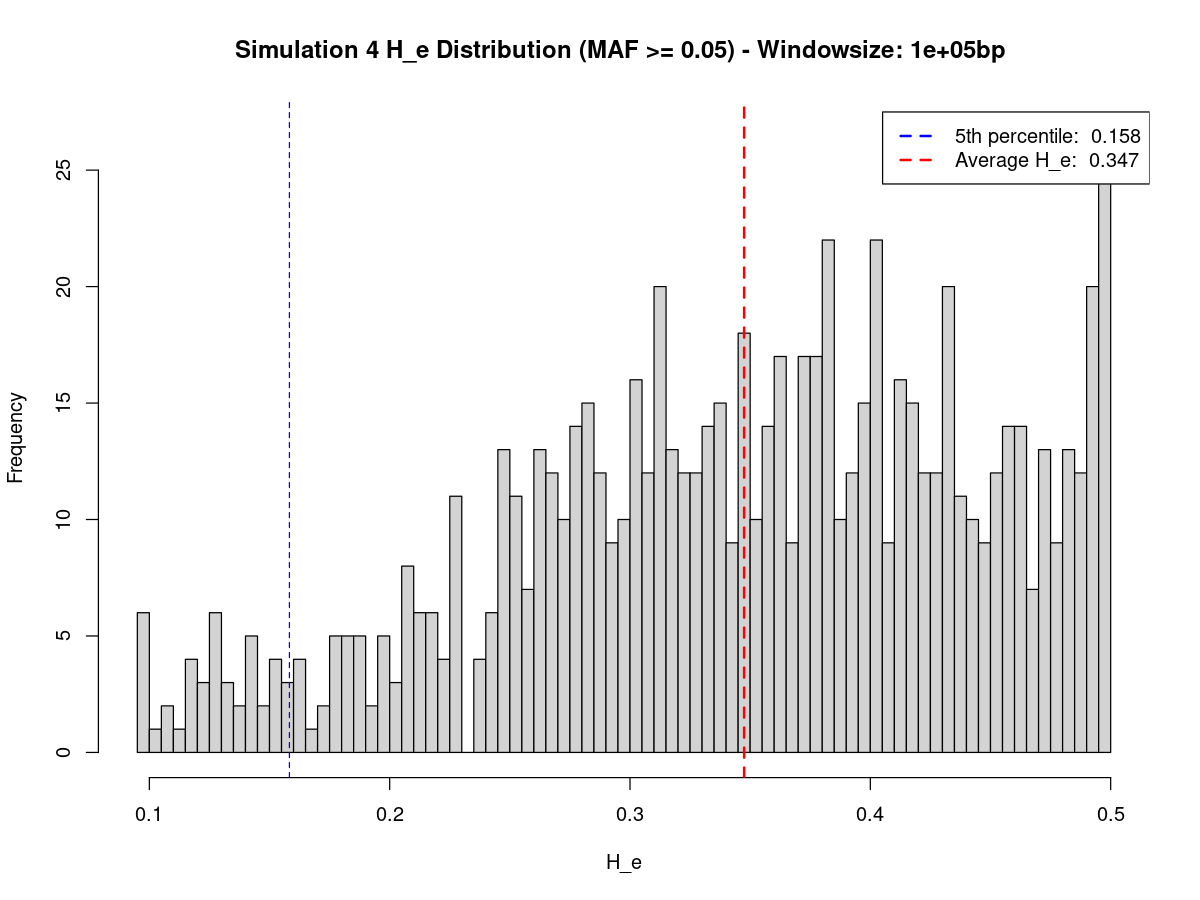 Simulation 4 H_e Distribution (MAF >= 0.05) - Windowsize: 1e+05bp
5th percentile: 0.158
Average H_e: 0.347
Frequency
25
20
15
10
5
0
0.1 0.2 0.3 0.4 0.5
H_e